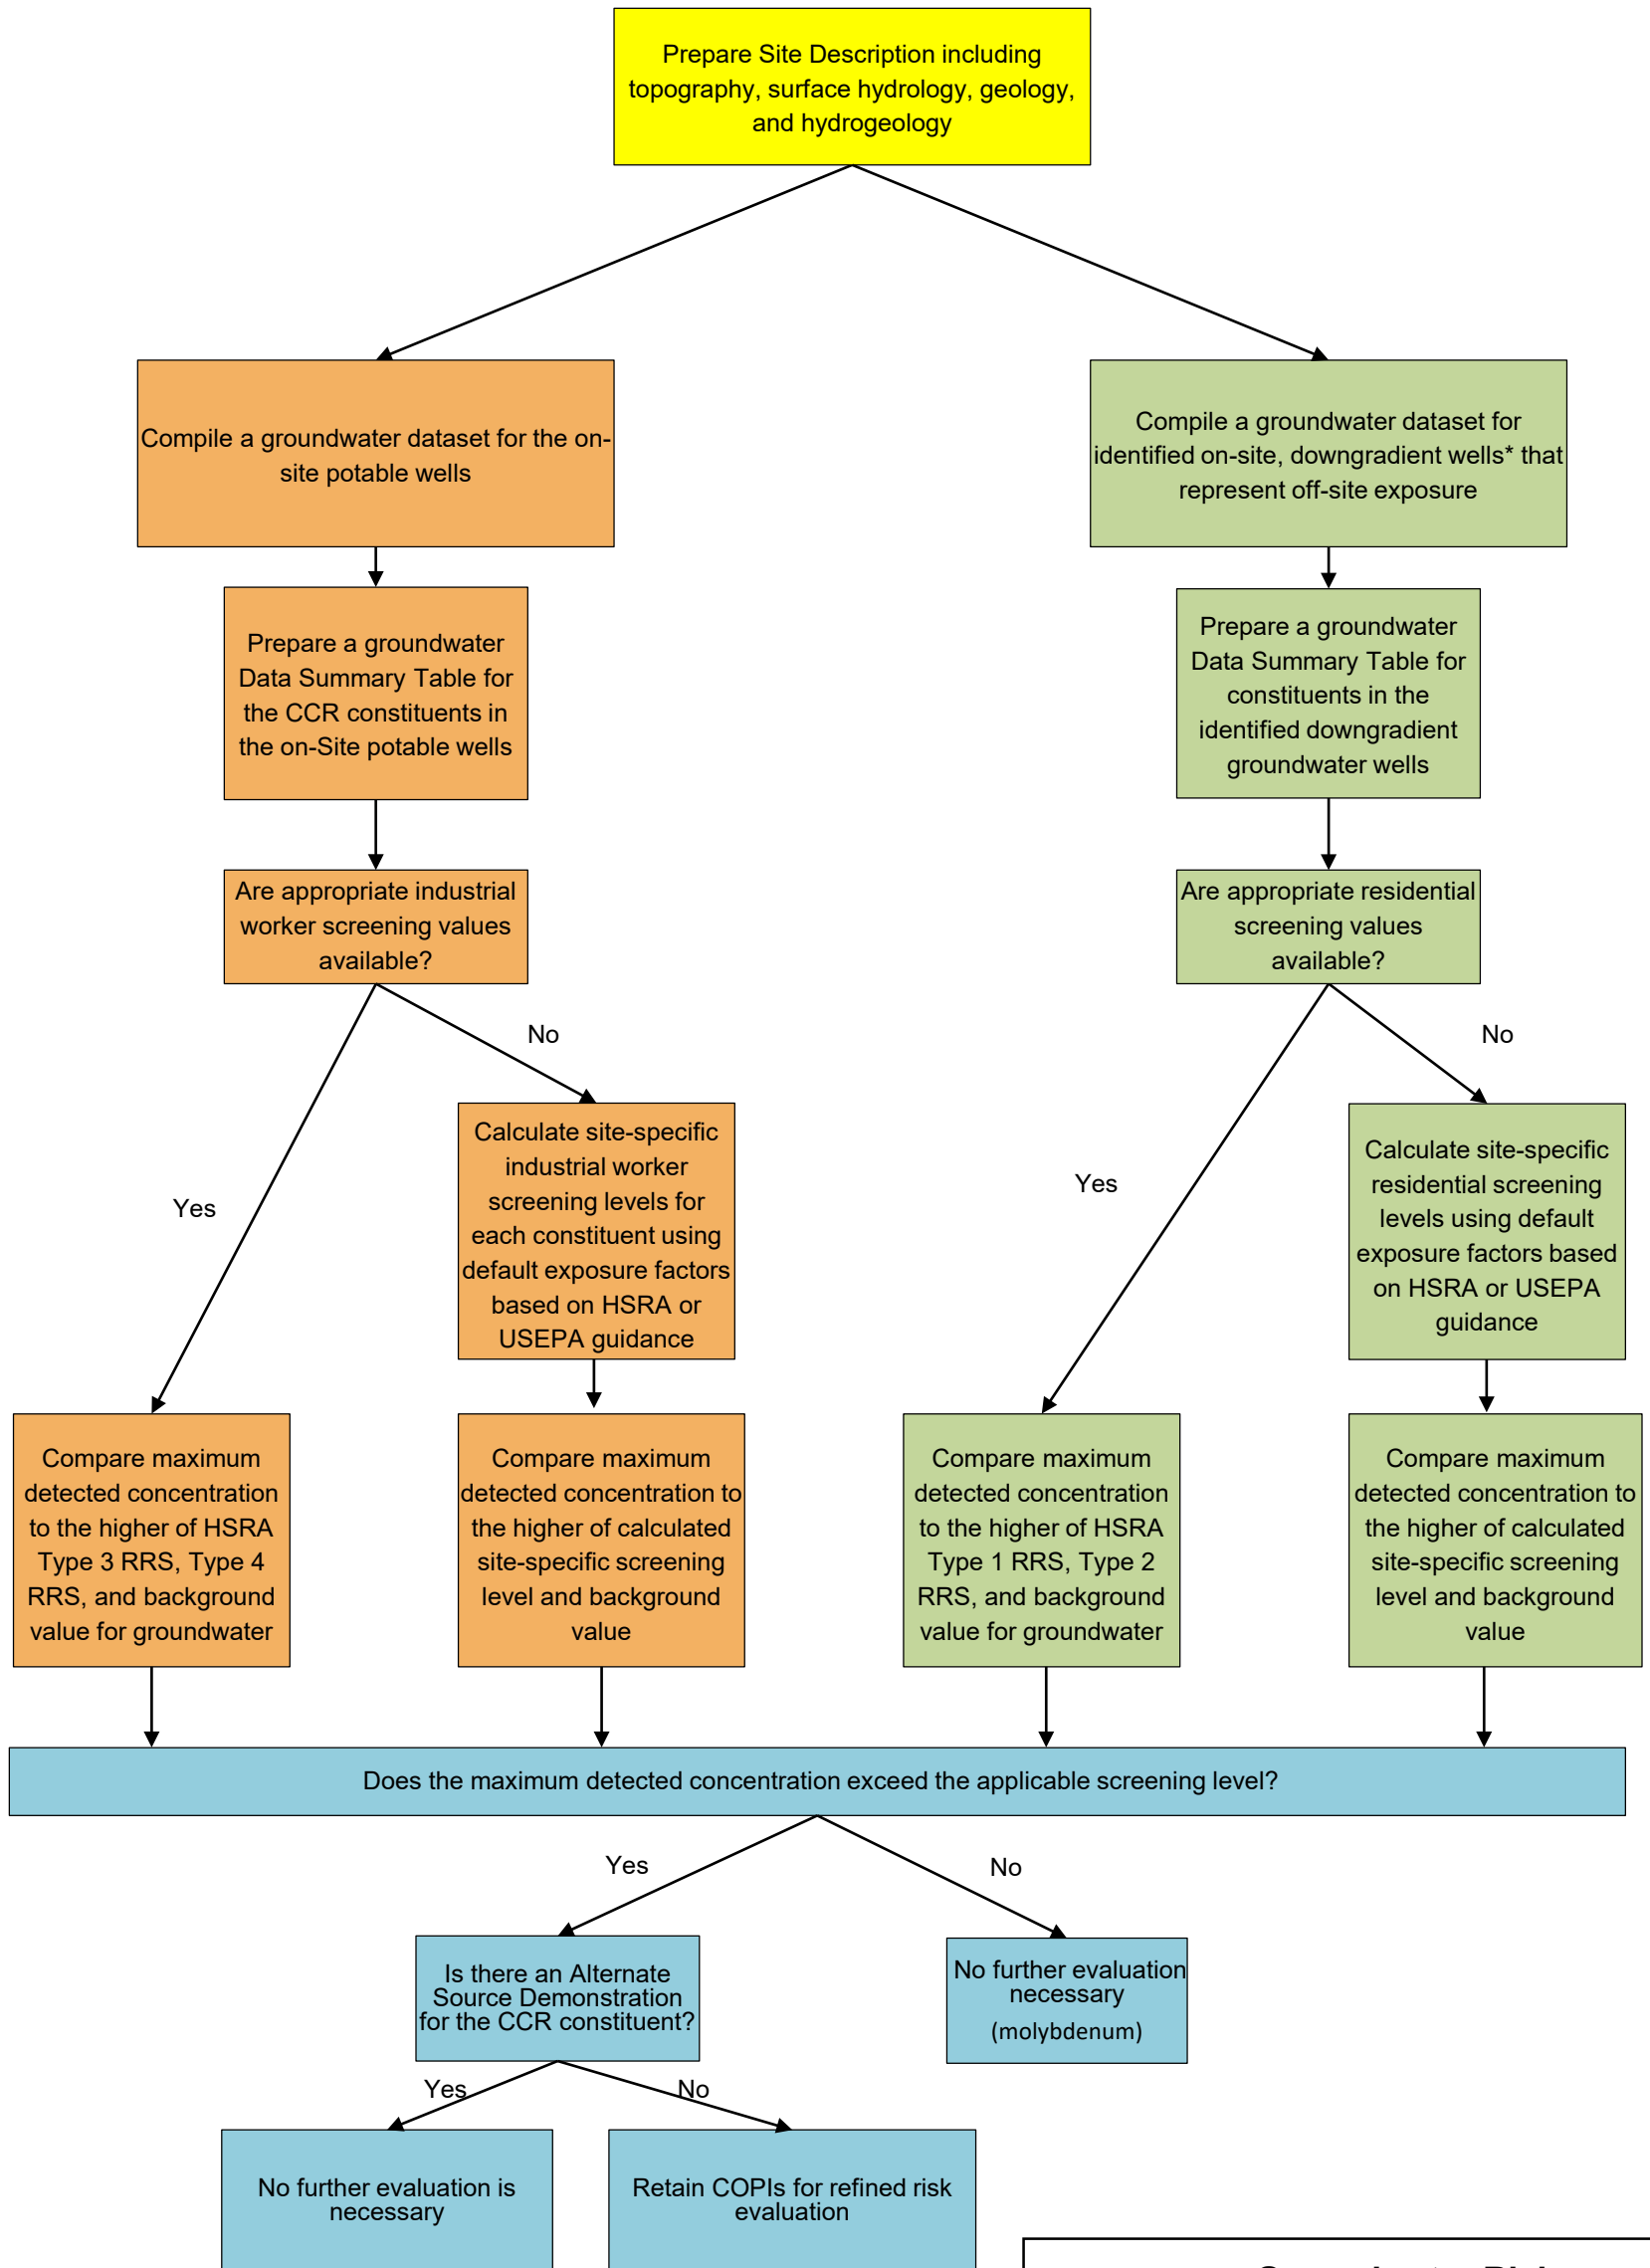 Prepare Site Description including
topography, surface hydrology, geology,
and hydrogeology
Compile a groundwater dataset for the on-
site potable wells
Compile a groundwater dataset for
identified on-site, downgradient wells* that
represent off-site exposure
Prepare a groundwater
Data Summary Table for
the CCR constituents in
the on-Site potable wells
Prepare a groundwater
Data Summary Table for
constituents in the
identified downgradient
groundwater wells
Are appropriate industrial
worker screening values
available?
Are appropriate residential
screening values
available?
No
No
Yes
Yes
Calculate site-specific
industrial worker
screening levels for
each constituent using
default exposure factors
based on HSRA or
USEPA guidance
Calculate site-specific
residential screening
levels using default
exposure factors based
on HSRA or USEPA
guidance
Compare maximum
detected concentration
to the higher of HSRA
Type 3 RRS, Type 4
RRS, and background
value for groundwater
Compare maximum
detected concentration to
the higher of calculated
site-specific screening
level and background
value
Compare maximum
detected concentration
to the higher of HSRA
Type 1 RRS, Type 2
RRS, and background
value for groundwater
Compare maximum
detected concentration to
the higher of calculated
site-specific screening
level and background
value
Does the maximum detected concentration exceed the applicable screening level?
Yes
No
Is there an Alternate
Source Demonstration
for the CCR constituent?
No further evaluation
necessary
(molybdenum)
Yes
No
No further evaluation is
necessary
Retain COPIs for refined risk
evaluation